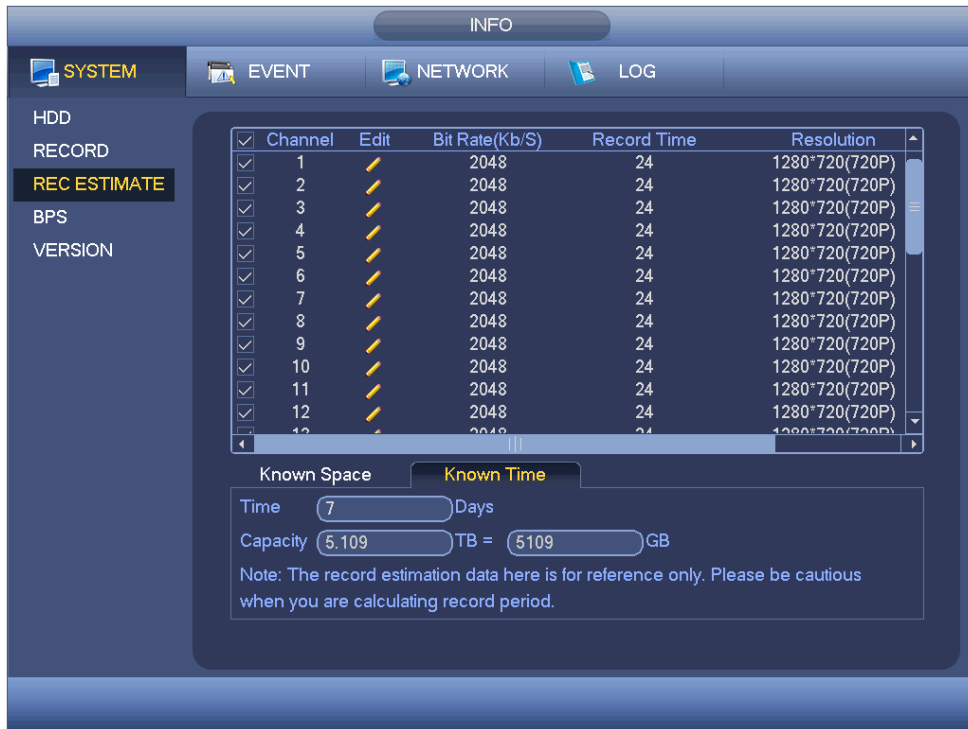 INFO
SYSTEM EVENT NETWORK LOG
HDD
RECORD
REC ESTIMATE
BPS
VERSION
Channel Edit Bit Rate(Kb/S) Record Time Resolution
1 2048 24 1280*720(720P)
2 2048 24 1280*720(720P)
3 2048 24 1280*720(720P)
4 2048 24 1280*720(720P)
5 2048 24 1280*720(720P)
6 2048 24 1280*720(720P)
7 2048 24 1280*720(720P)
8 2048 24 1280*720(720P)
9 2048 24 1280*720(720P)
10 2048 24 1280*720(720P)
11 2048 24 1280*720(720P)
12 2048 24 1280*720(720P)
13 2048 24 1280*720(720P)
Known Space Known Time
Time 7 Days
Capacity 5.109 TB = 5109 GB
Note: The record estimation data here is for reference only. Please be cautious
when you are calculating record period.